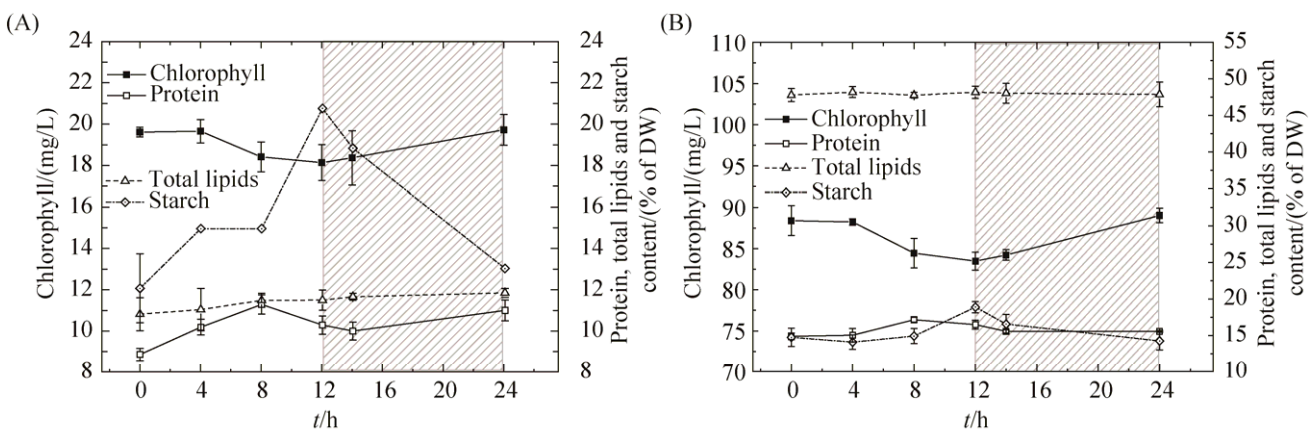 (A)
24
22
20
18
16
14
12
10
8
Chlorophyll/(mg/L)
Chlorophyll
Protein
Total lipids
Starch
0
4
8
12
16
20
24
t/h
24
22
20
18
16
14
12
10
8
Protein, total lipids and starch
content/(% of DW)
(B)
110
105
100
95
90
85
80
75
70
Chlorophyll/(mg/L)
Chlorophyll
Protein
Total lipids
Starch
0
4
8
12
16
20
24
t/h
55
50
45
40
35
30
25
20
15
10
Protein, total lipids and starch
content/(% of DW)